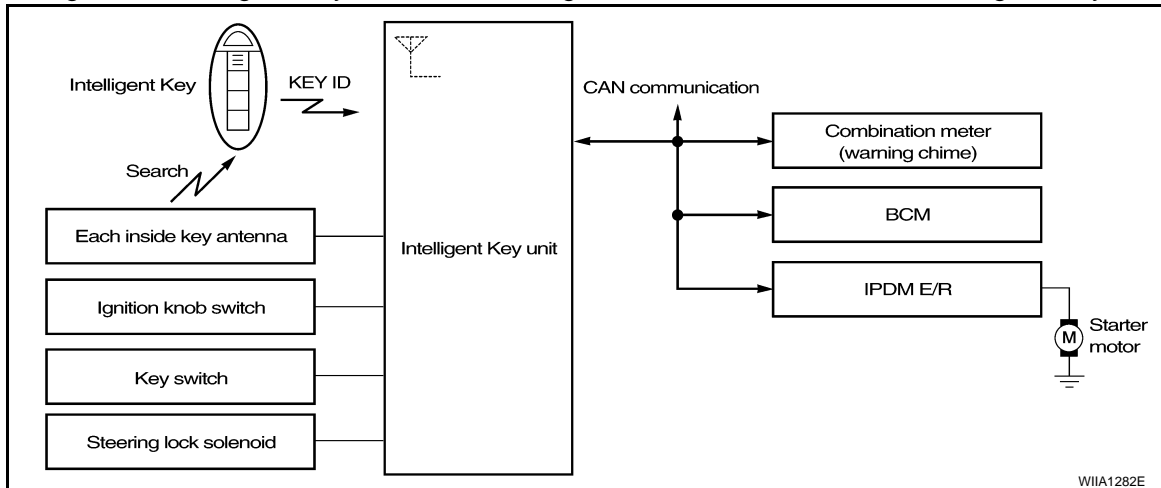 Intelligent Key
KEY ID
Search
Each inside key antenna
Ignition knob switch
Key switch
Steering lock solenoid
Intelligent Key unit
CAN communication
Combination meter
(warning chime)
BCM
IPDM E/R
M
Starter
motor
WIIA1282E